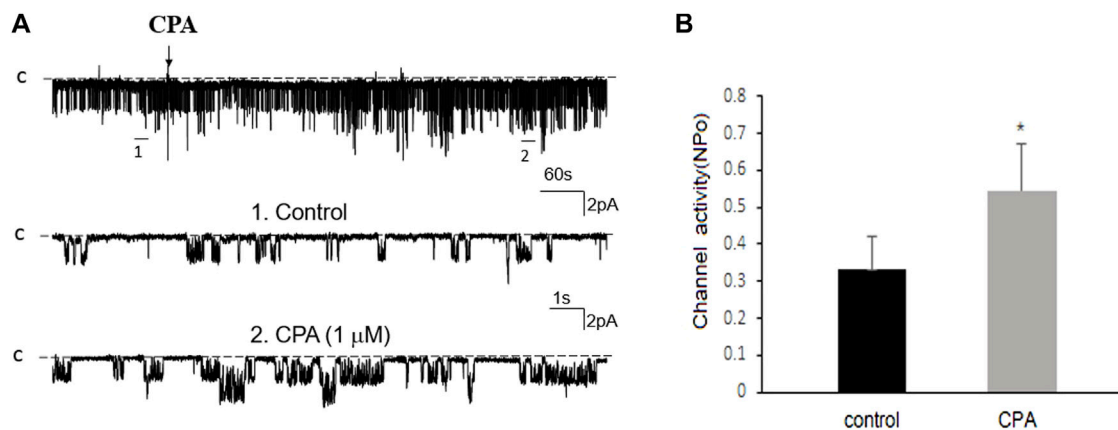 A
CPA
C
1
2
60s
2pA
1. Control
C
1s
2pA
2. CPA (1 μM)
C
B
Channel activity(NPo)
0.8
0.7
0.6
0.5
0.4
0.3
0.2
0.1
0
*
control
CPA